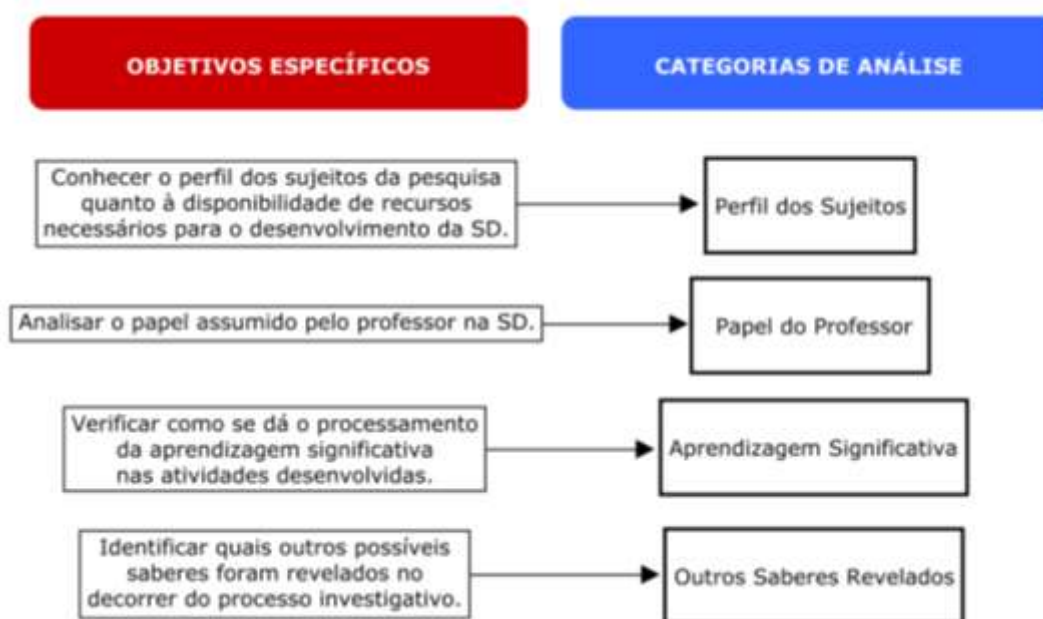 OBJETIVOS ESPECÍFICOS
CATEGORIAS DE ANÁLISE
Conhecer o perfil dos sujeitos da pesquisa
quanto à disponibilidade de recursos
necessários para o desenvolvimento da SD.
Perfil dos Sujeitos
Analisar o papel assumido pelo professor na SD.
Papel do Professor
Verificar como se dá o processamento
da aprendizagem significativa
nas atividades desenvolvidas.
Aprendizagem Significativa
Identificar quais outros possíveis
saberes foram revelados no
decorrer do processo investigativo.
Outros Saberes Revelados